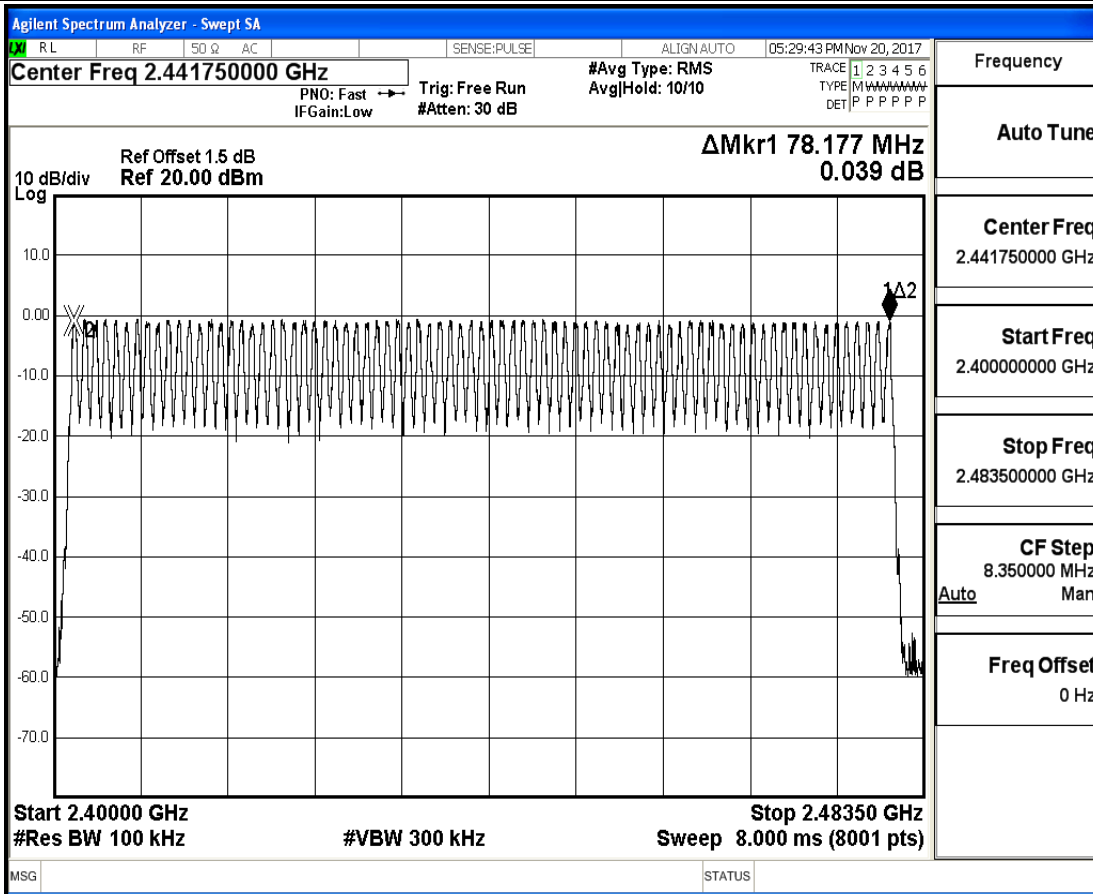 Agilent Spectrum Analyzer - Swept SA
LXI RL RF 50 Ω AC SENSE:PULSE ALIGN AUTO 05:29:43 PM Nov 20, 2017
Center Freq 2.441750000 GHz
PNO: Fast
IFGain:Low
Trig: Free Run
#Atten: 30 dB
#Avg Type: RMS
Avg|Hold: 10/10
TRACE 1 2 3 4 5 6
TYPE M WWWWW
DET P P P P P P
ΔMkr1 78.177 MHz
0.039 dB
Ref Offset 1.5 dB
10 dB/div Ref 20.00 dBm
Log
10.0
0.00
-10.0
-20.0
-30.0
-40.0
-50.0
-60.0
-70.0
2
1Δ2
Start 2.40000 GHz Stop 2.48350 GHz
#Res BW 100 kHz #VBW 300 kHz Sweep 8.000 ms (8001 pts)
MSG STATUS
Frequency
Auto Tune
Center Freq
2.441750000 GHz
Start Freq
2.400000000 GHz
Stop Freq
2.483500000 GHz
CF Step
8.350000 MHz
Auto Man
Freq Offset
0 Hz